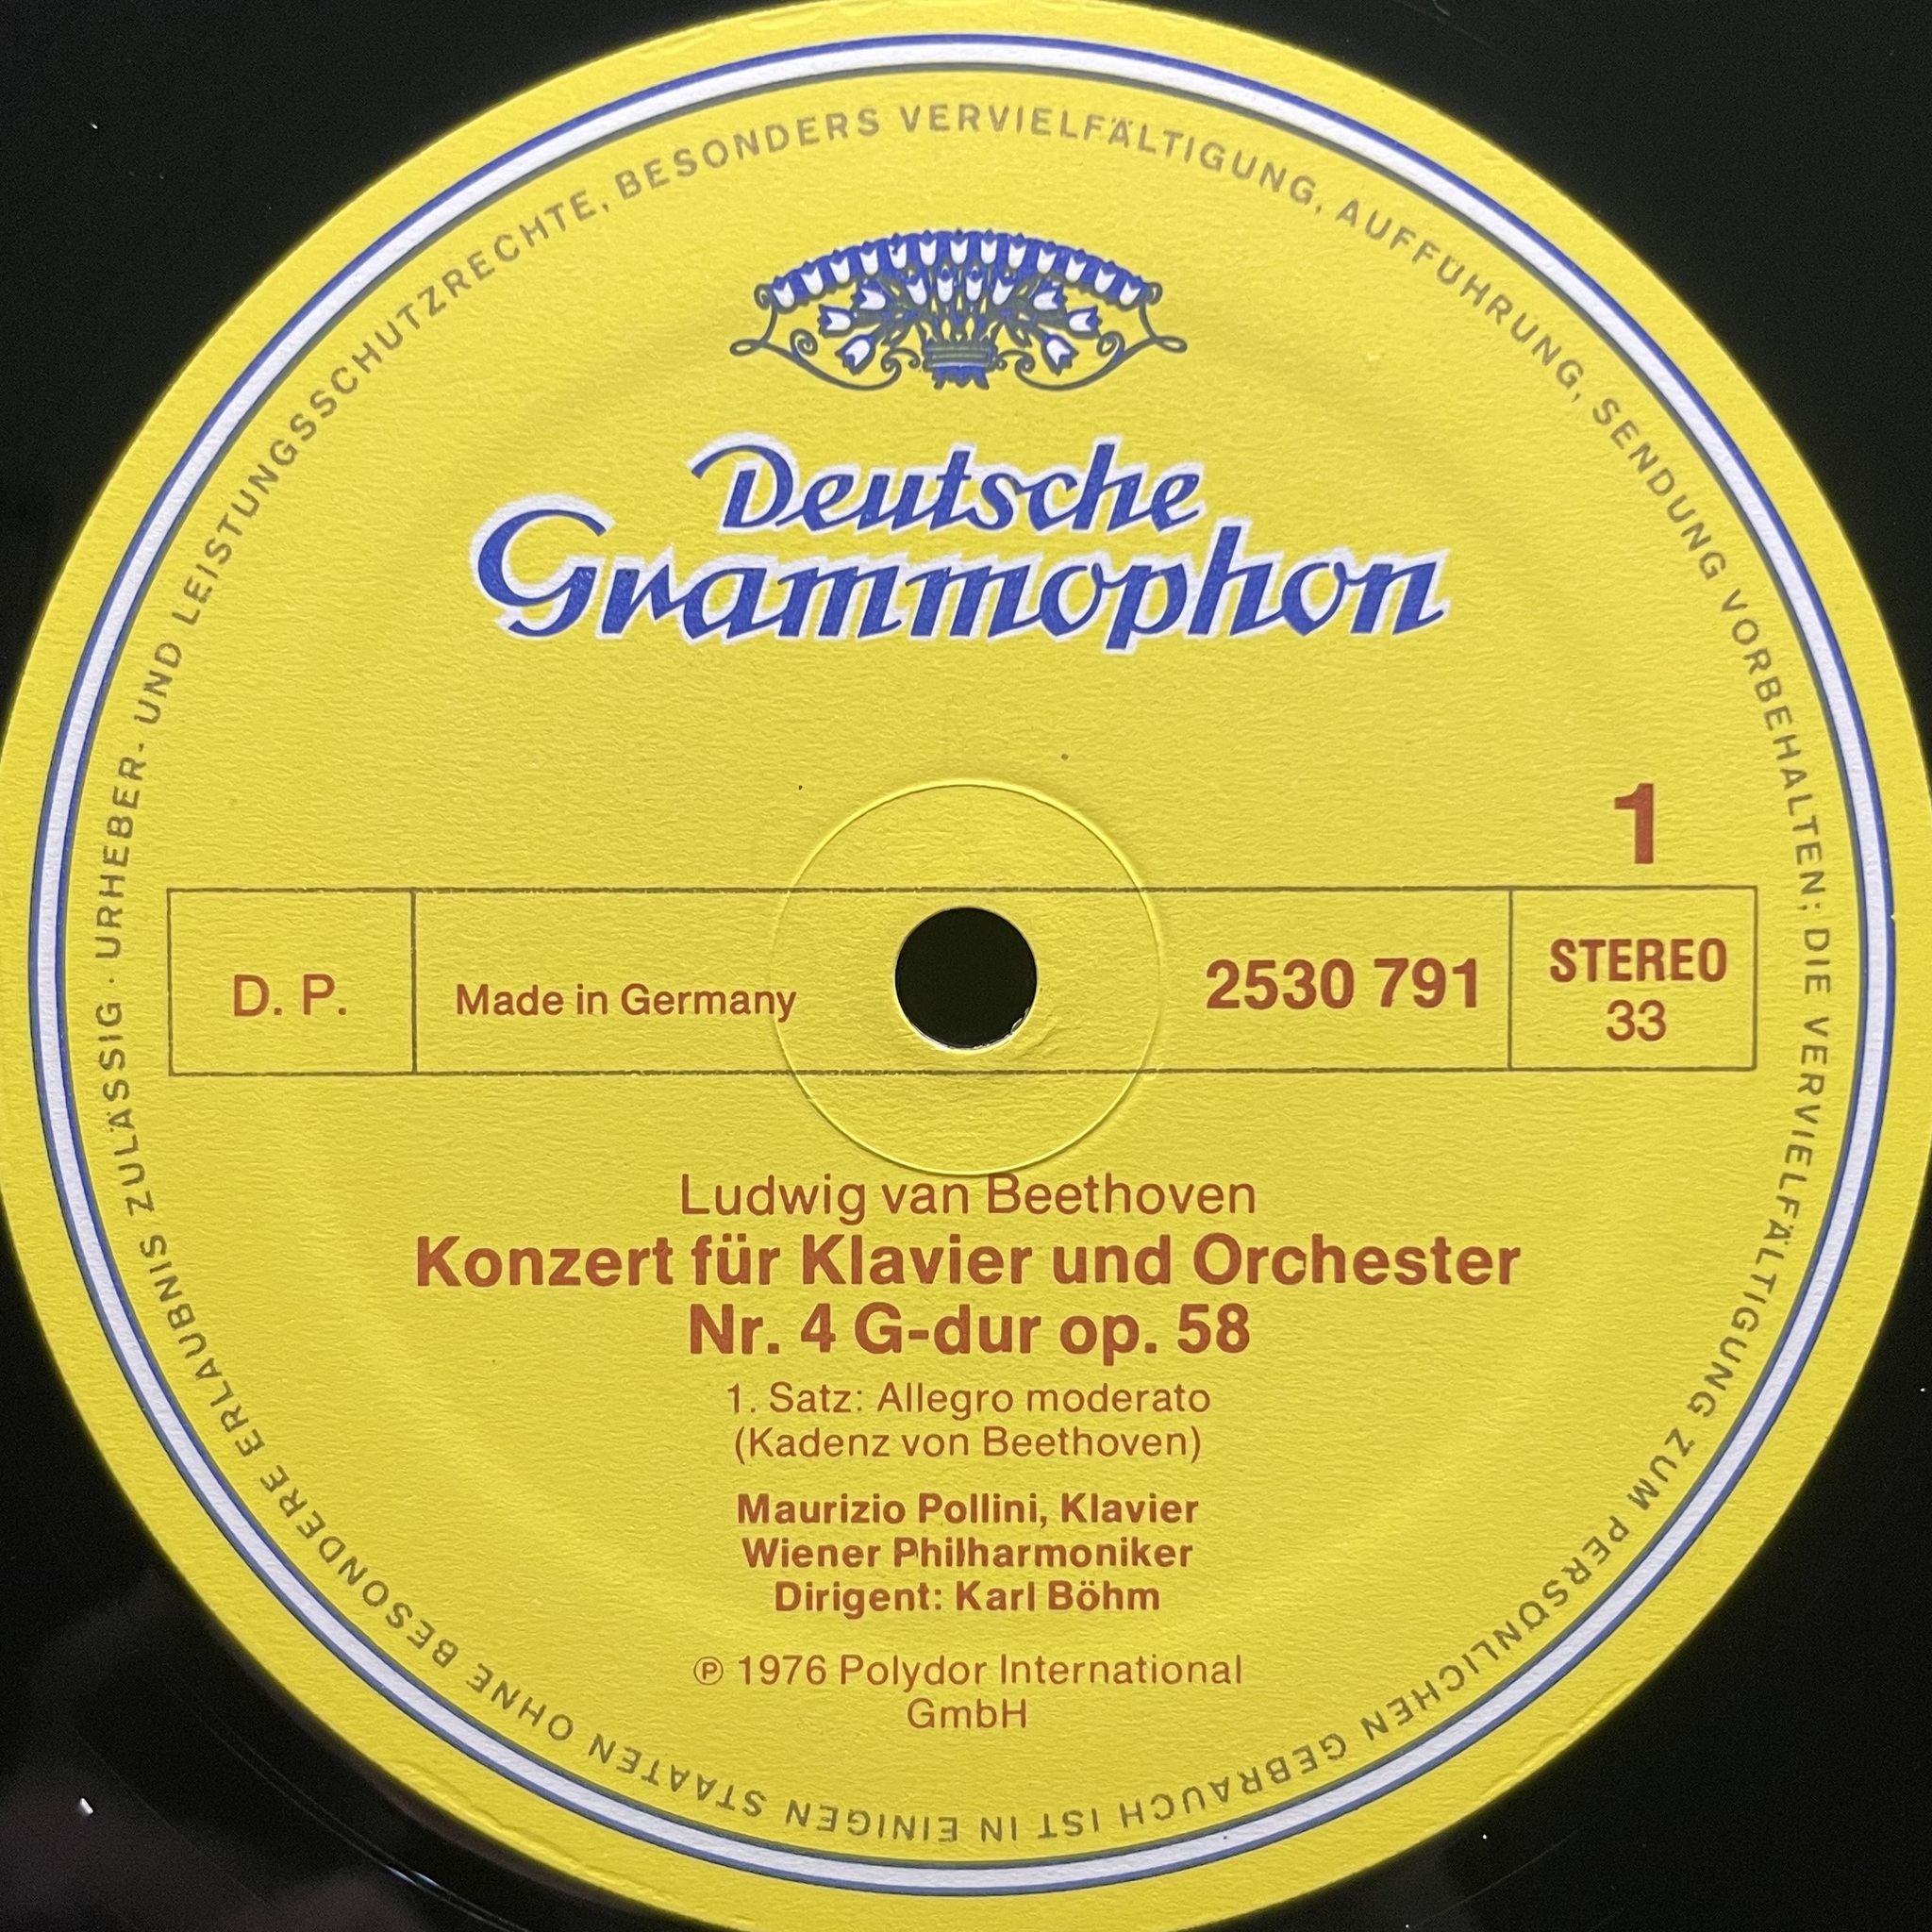 URHEBER- UND LEISTUNGSSCHUTZRECHTE, BESONDERS VERVIELFÄLTIGUNG, AUFFÜHRUNG, SENDUNG VORBEHALTEN; DIE VERVIELFÄLTIGUNG ZUM PERSÖNLICHEN GEBRAUCH IST IN EINIGEN STAATEN OHNE BESONDERE ERLAUBNIS ZULÄSSIG ·
Deutsche
Grammophon
1
D. P.
Made in Germany
2530 791
STEREO
33
Ludwig van Beethoven
Konzert für Klavier und Orchester
Nr. 4 G-dur op. 58
1. Satz: Allegro moderato
(Kadenz von Beethoven)
Maurizio Pollini, Klavier
Wiener Philharmoniker
Dirigent: Karl Böhm
℗ 1976 Polydor International
GmbH